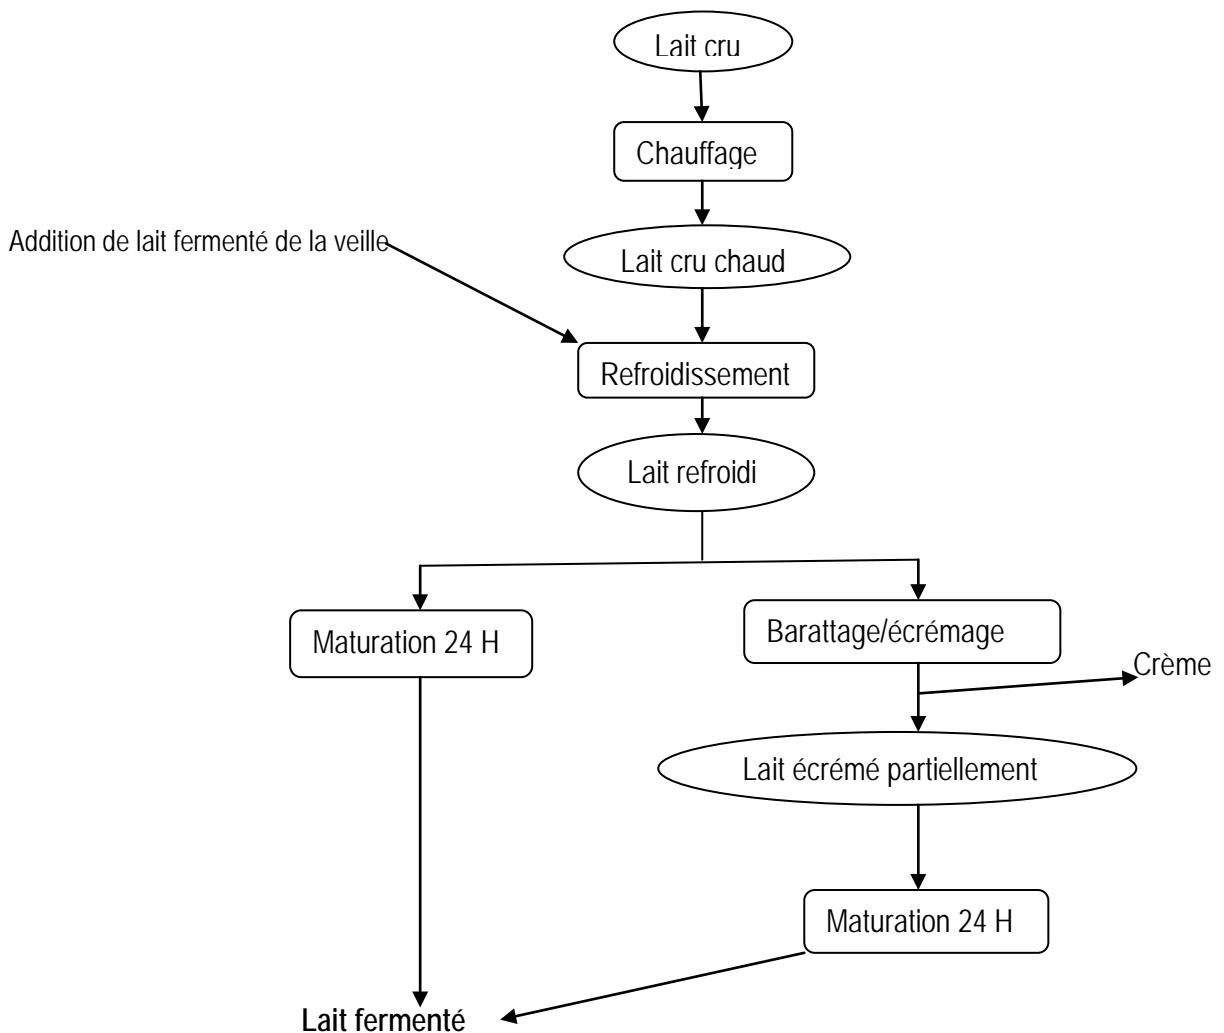 Lait cru
Chauffage
Addition de lait fermenté de la veille
Lait cru chaud
Refroidissement
Lait refroidi
Maturation 24 H
Barattage/écrémage
Crème
Lait écrémé partiellement
Maturation 24 H
Lait fermenté